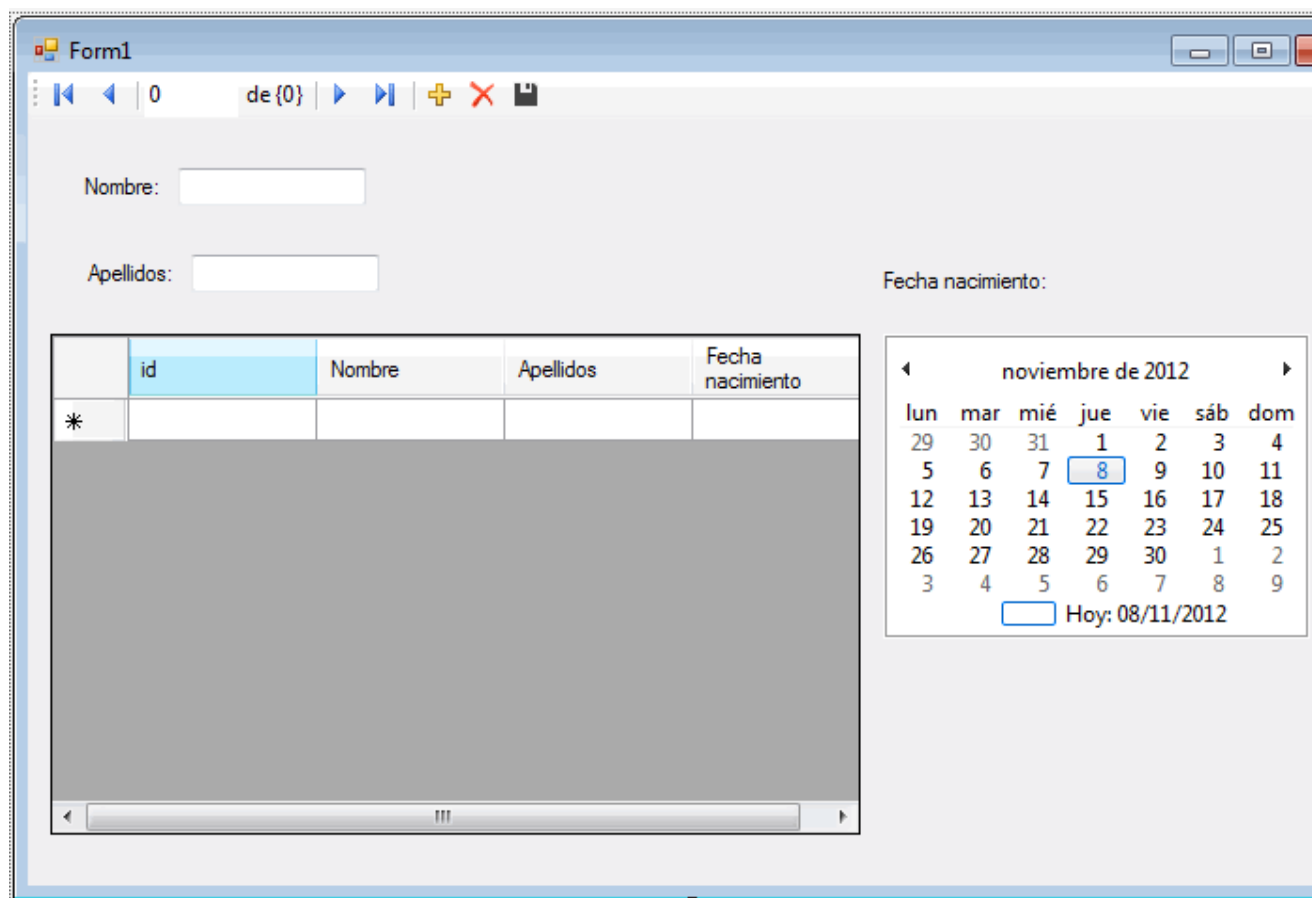 Form1
0 de {0}
Nombre:
Apellidos:
Fecha nacimiento:
id Nombre Apellidos Fecha nacimiento
noviembre de 2012
lun mar mié jue vie sáb dom
29 30 31 1 2 3 4
5 6 7 8 9 10 11
12 13 14 15 16 17 18
19 20 21 22 23 24 25
26 27 28 29 30 1 2
3 4 5 6 7 8 9
Hoy: 08/11/2012